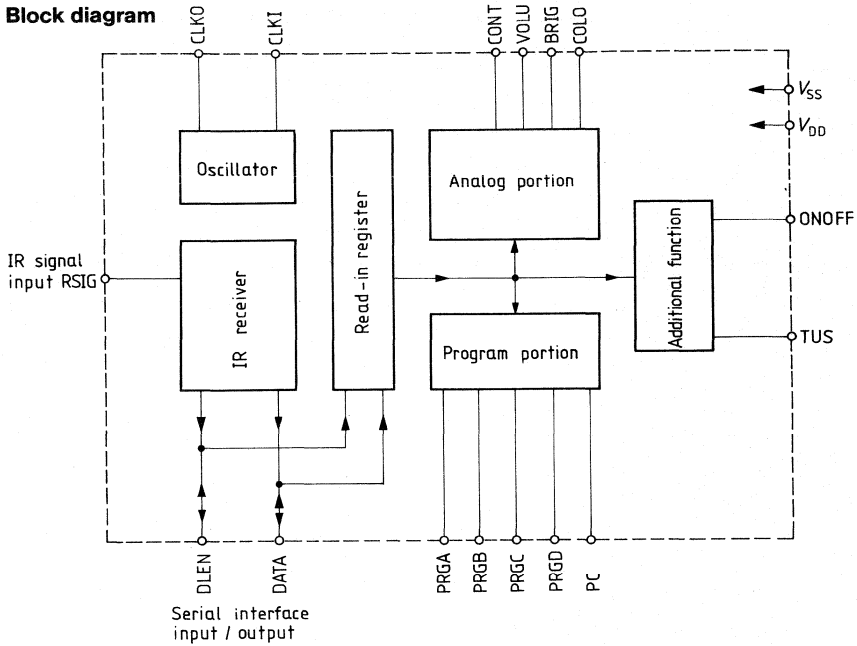 Block diagram
CLKO
CLKI
CONT
VOLU
BRIG
COLO
VSS
VDD
Oscillator
Read-in register
Analog portion
Additional function
ONOFF
IR signal
input RSIG
IR receiver
Program portion
TUS
DLEN
DATA
PRGA
PRGB
PRGC
PRGD
PC
Serial interface
input / output